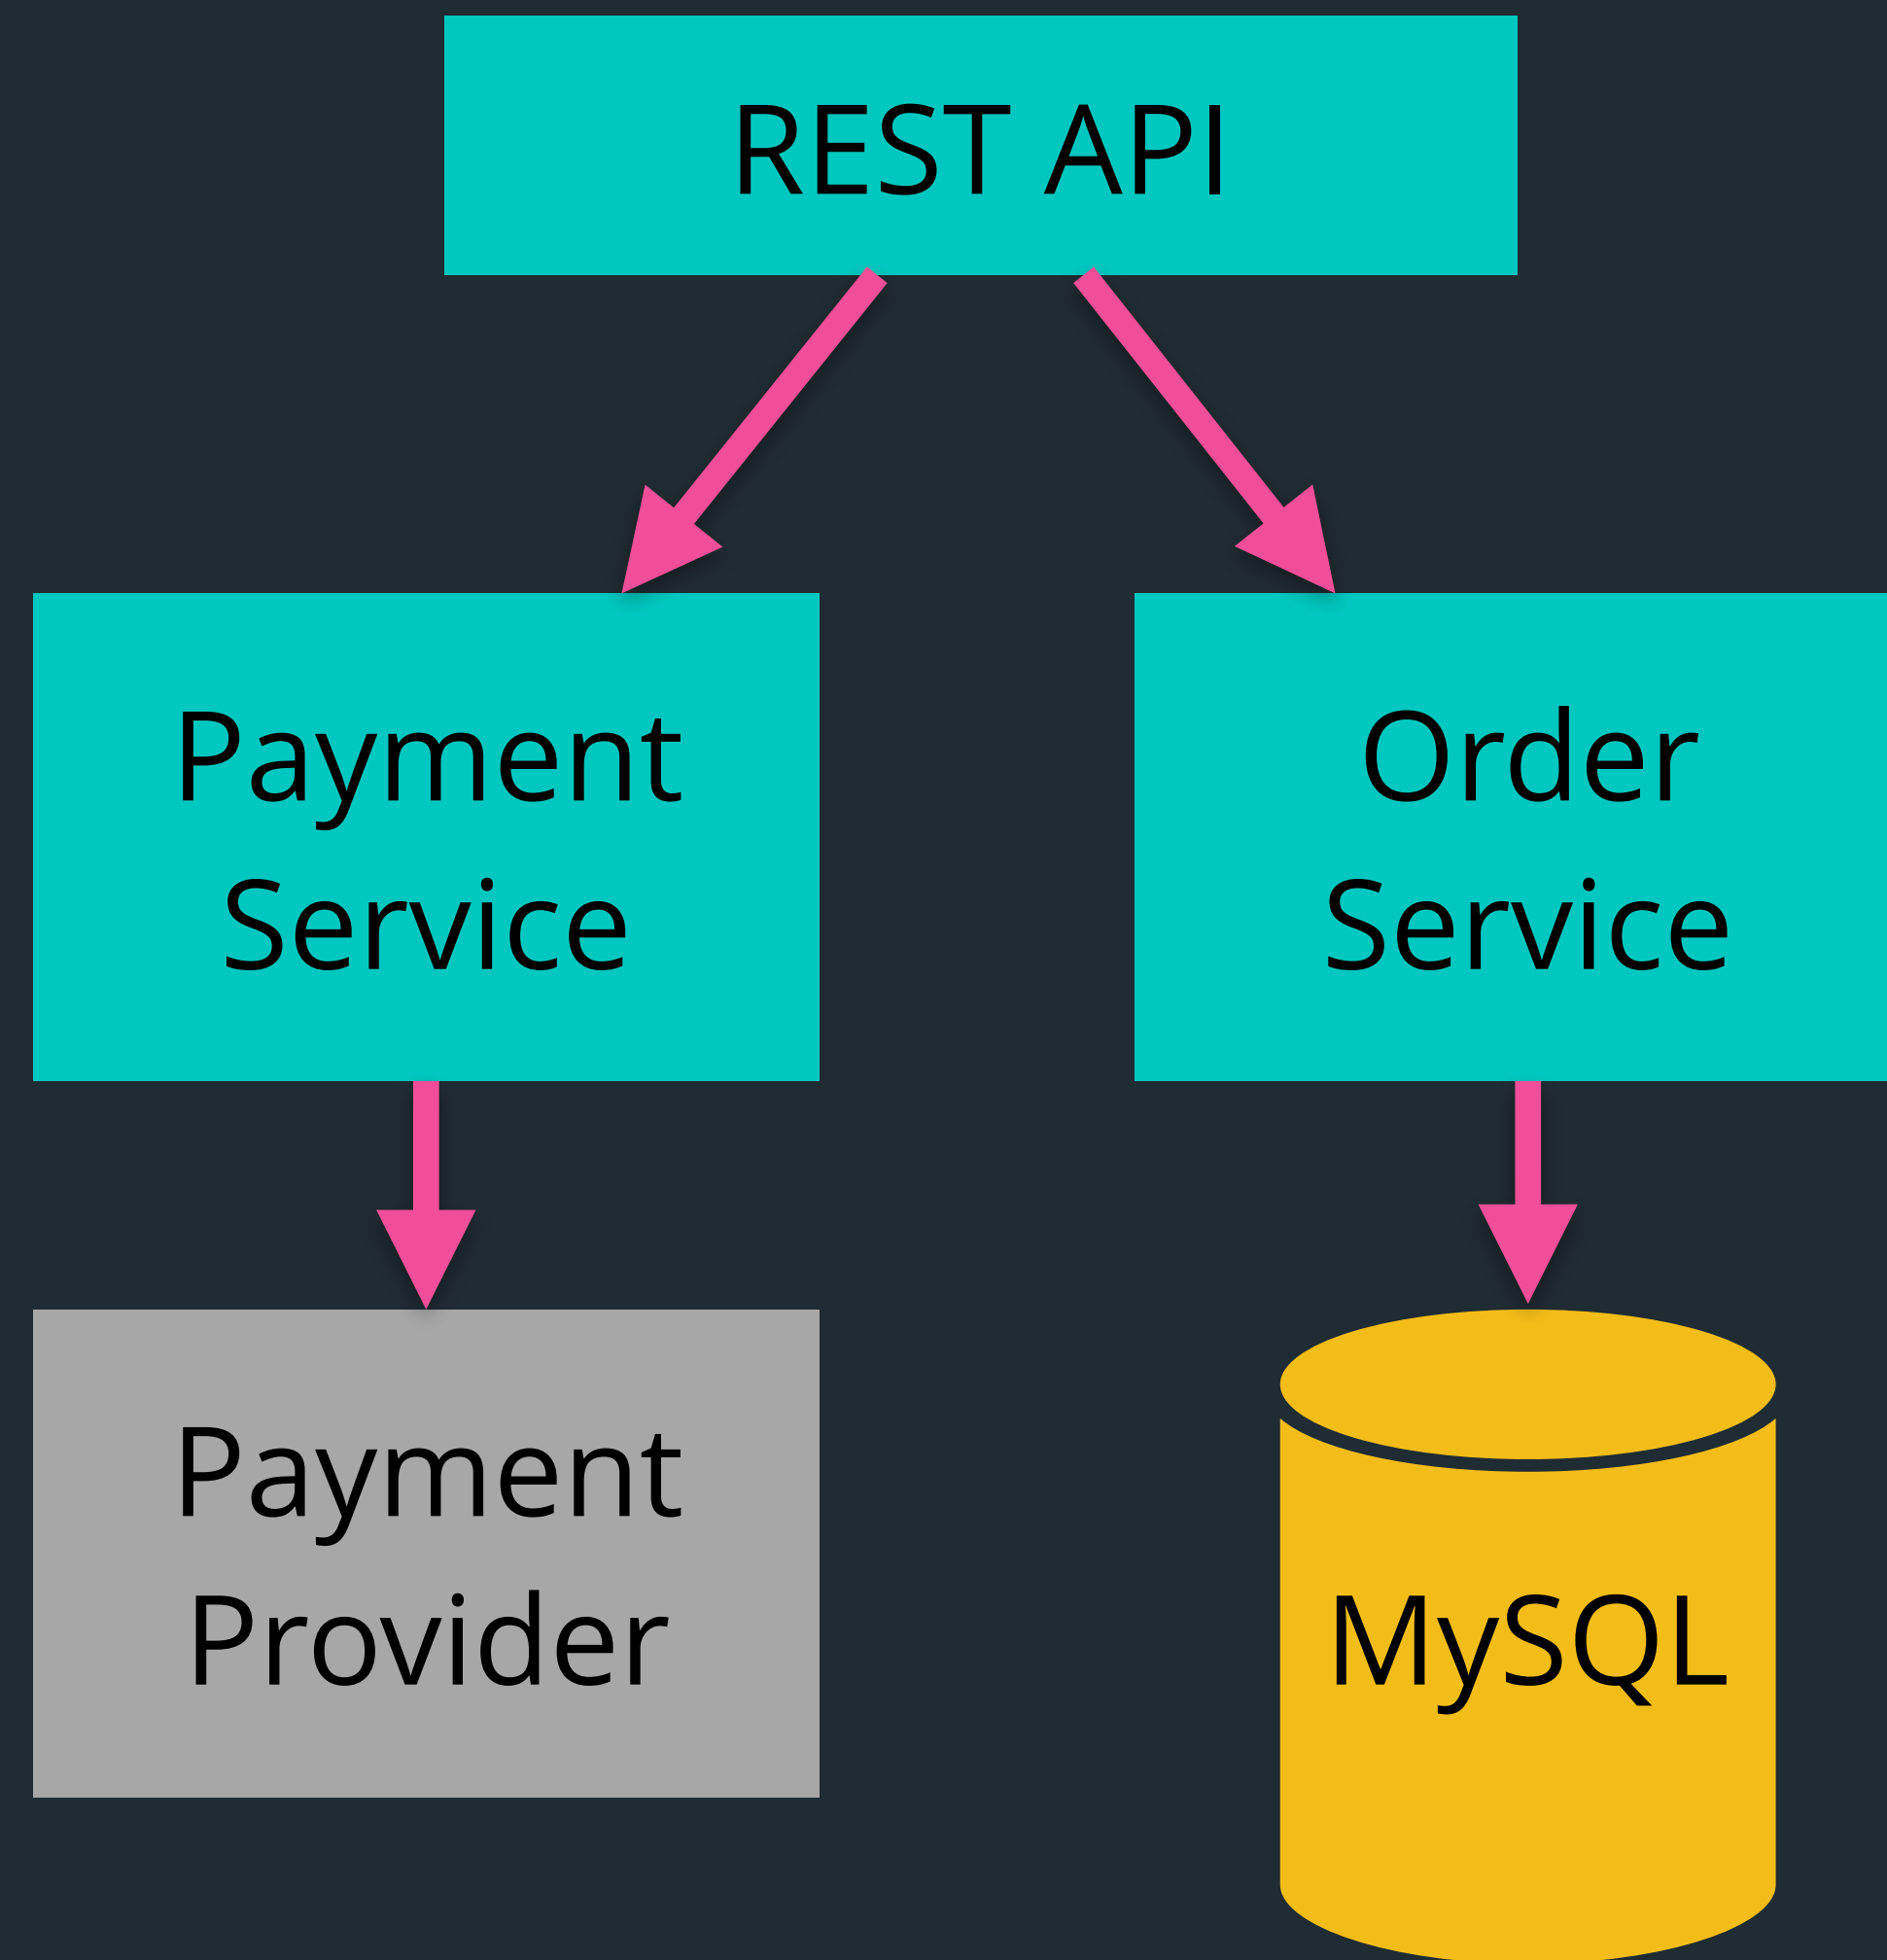 REST API
Payment
Service
Order
Service
Payment
Provider
MySQL